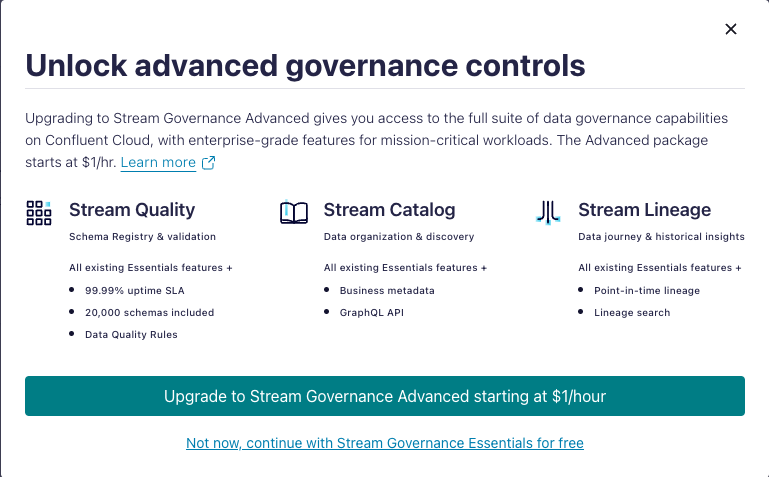 Unlock advanced governance controls
Upgrading to Stream Governance Advanced gives you access to the full suite of data governance capabilities
on Confluent Cloud, with enterprise-grade features for mission-critical workloads. The Advanced package
starts at $1/hr. Learn more
Stream Quality
Schema Registry & validation
All existing Essentials features +
• 99.99% uptime SLA
• 20,000 schemas included
• Data Quality Rules
Stream Catalog
Data organization & discovery
All existing Essentials features +
• Business metadata
• GraphQL API
Stream Lineage
Data journey & historical insights
All existing Essentials features +
• Point-in-time lineage
• Lineage search
Upgrade to Stream Governance Advanced starting at $1/hour
Not now, continue with Stream Governance Essentials for free